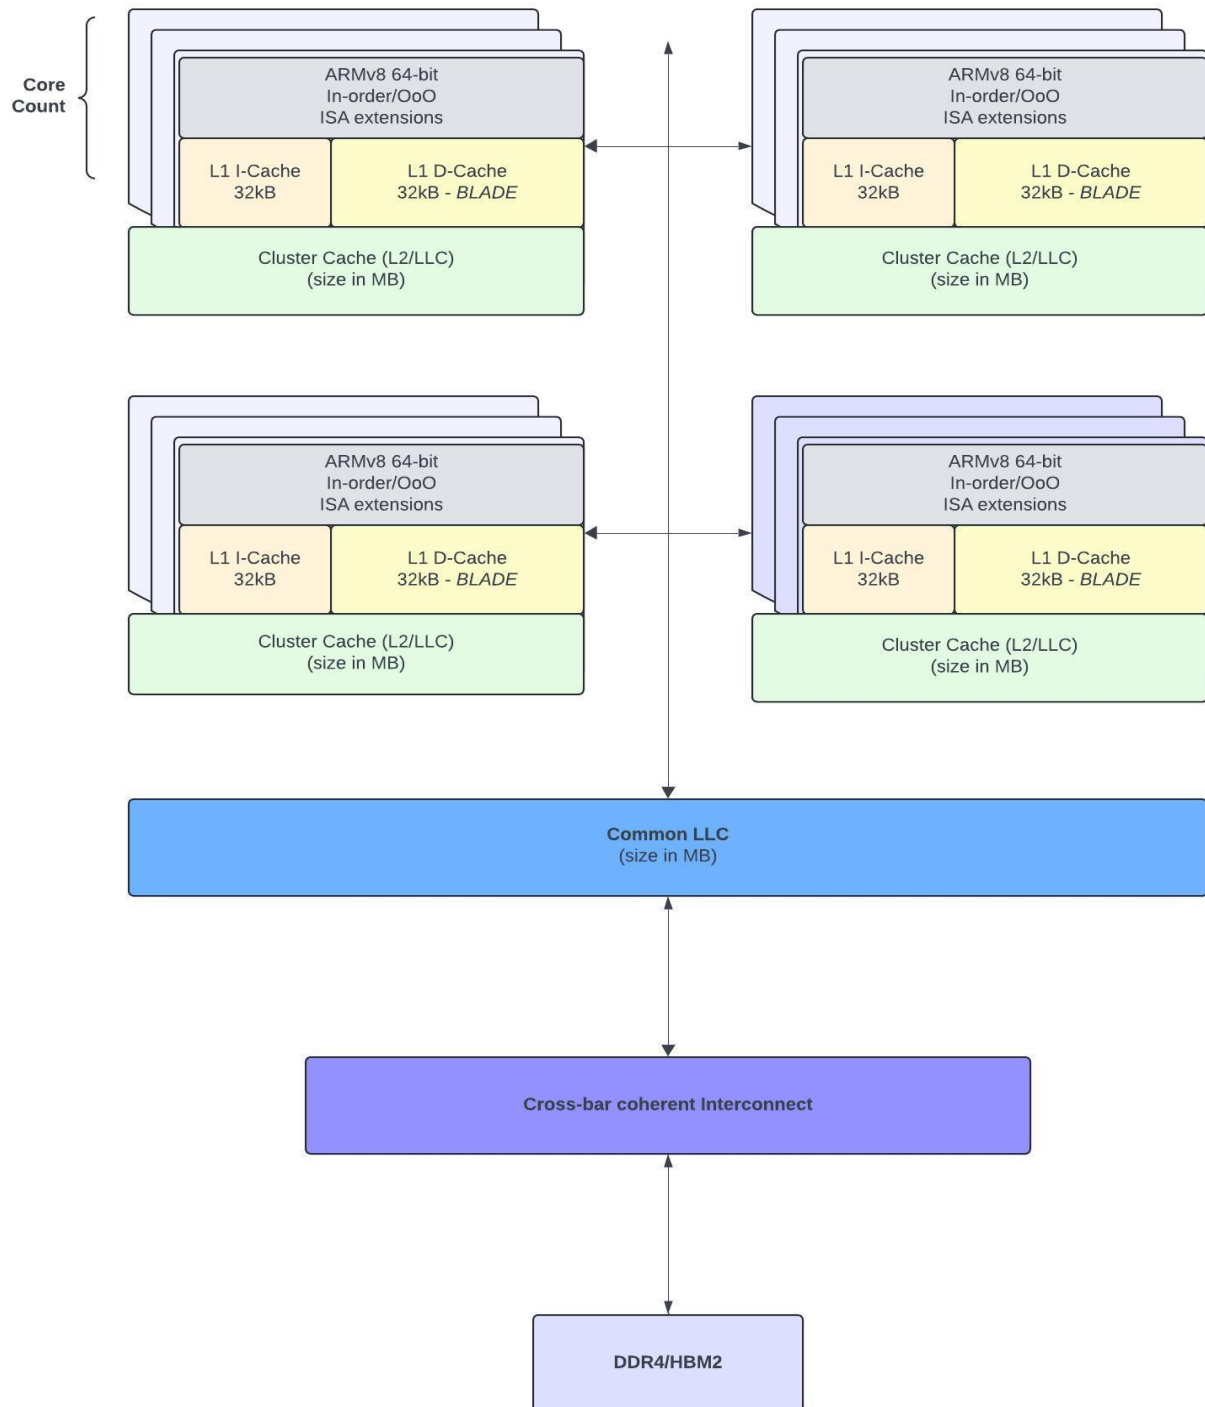 Core
Count
ARMv8 64-bit
In-order/OoO
ISA extensions
L1 I-Cache
32kB
L1 D-Cache
32kB - BLADE
Cluster Cache (L2/LLC)
(size in MB)
ARMv8 64-bit
In-order/OoO
ISA extensions
L1 I-Cache
32kB
L1 D-Cache
32kB - BLADE
Cluster Cache (L2/LLC)
(size in MB)
ARMv8 64-bit
In-order/OoO
ISA extensions
L1 I-Cache
32kB
L1 D-Cache
32kB - BLADE
Cluster Cache (L2/LLC)
(size in MB)
ARMv8 64-bit
In-order/OoO
ISA extensions
L1 I-Cache
32kB
L1 D-Cache
32kB - BLADE
Cluster Cache (L2/LLC)
(size in MB)
Common LLC
(size in MB)
Cross-bar coherent Interconnect
DDR4/HBM2